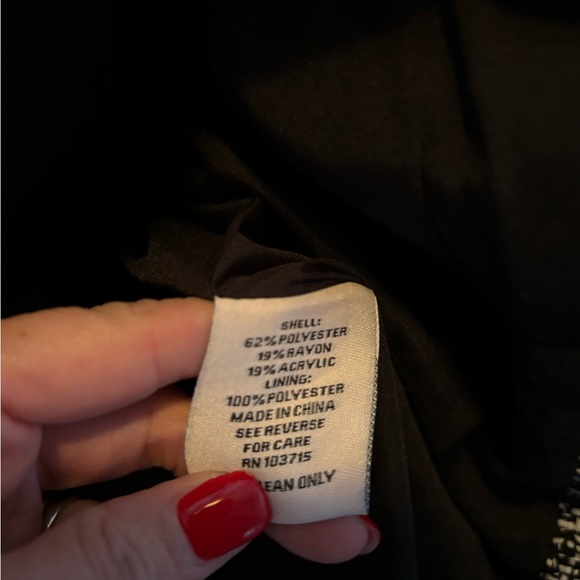 SHELL:
62% POLYESTER
19% RAYON
19% ACRYLIC
LINING:
100% POLYESTER
MADE IN CHINA
SEE REVERSE
FOR CARE
RN 103715
ONLY